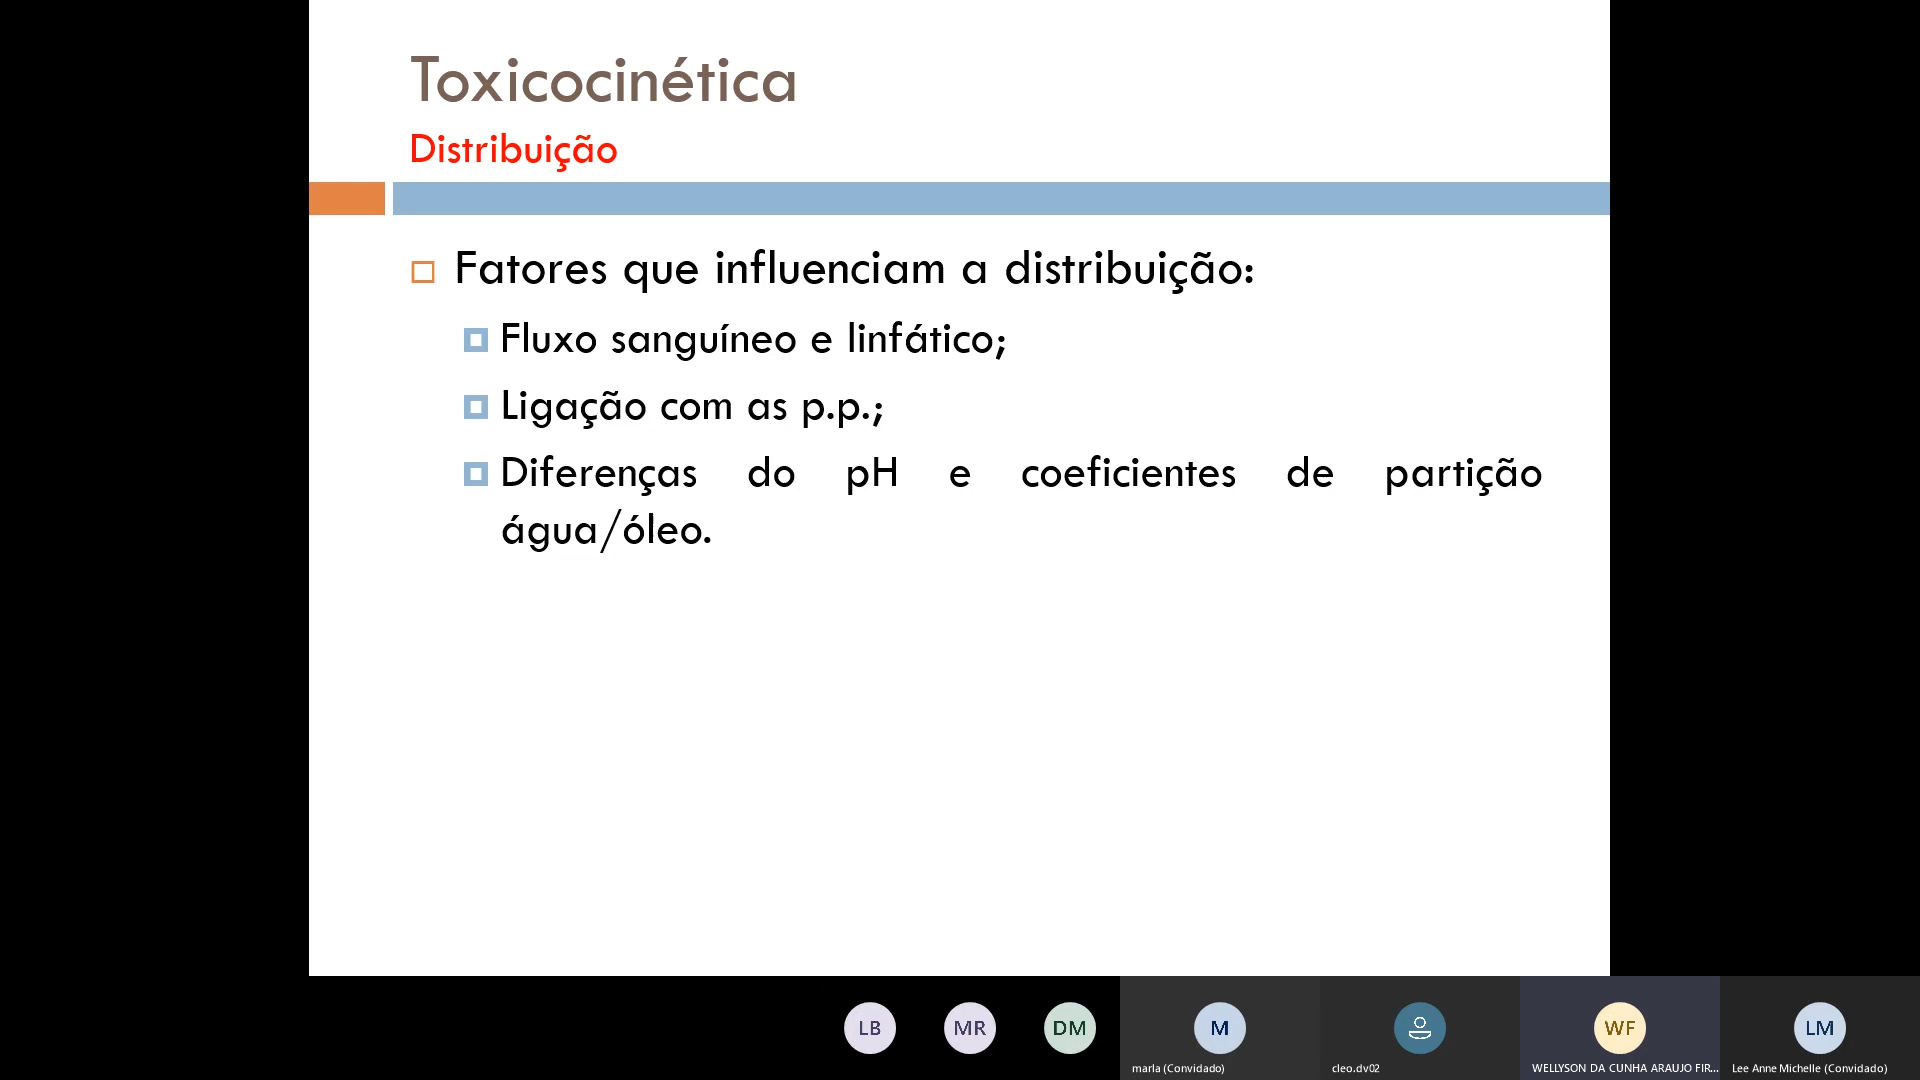 Toxicocinética
Distribuição
Fatores que influenciam a distribuição:
Fluxo sanguíneo e linfático;
Ligação com as p.p.;
Diferenças do pH e coeficientes de partição
água/óleo.
LB MR DM M WF LM
marla (Convidado) cleo.dv02 WELLYSON DA CUNHA ARAUJO FIR... Lee Anne Michelle (Convidado)